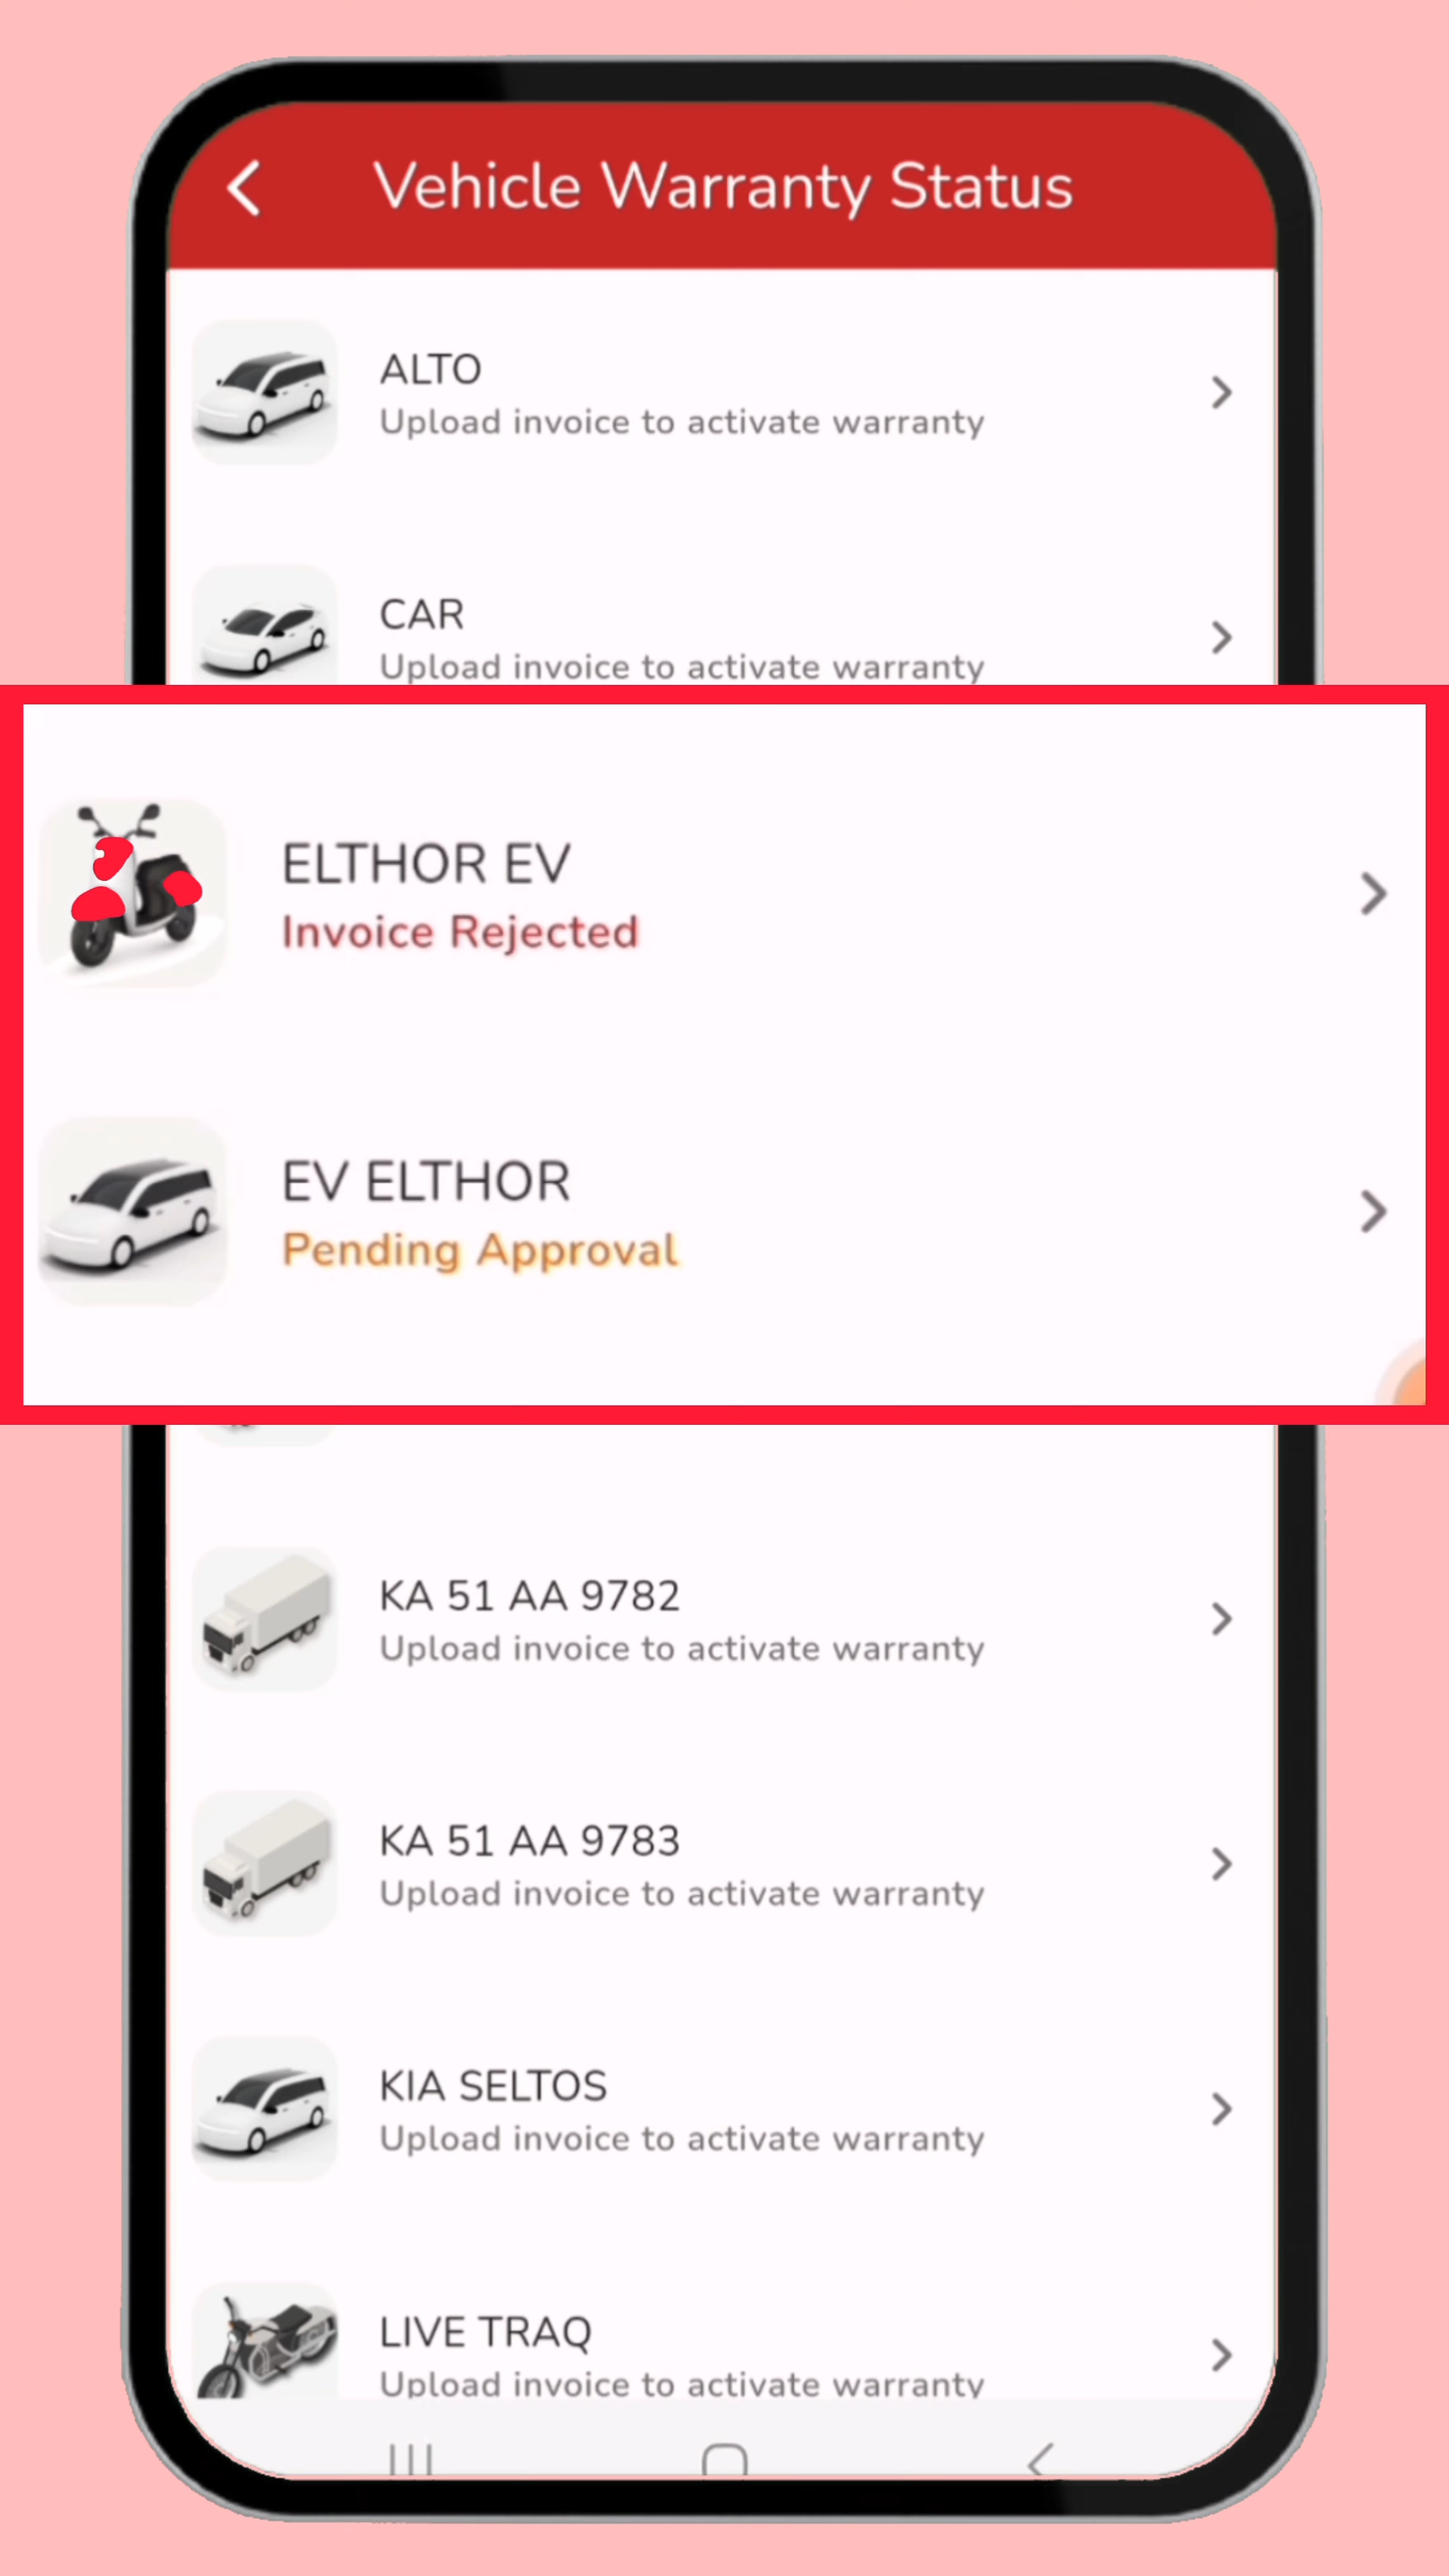 Vehicle Warranty Status
ALTO
Upload invoice to activate warranty
CAR
Upload invoice to activate warranty
ELTHOR EV
Invoice Rejected
EV ELTHOR
Pending Approval
KA 51 AA 9782
Upload invoice to activate warranty
KA 51 AA 9783
Upload invoice to activate warranty
KIA SELTOS
Upload invoice to activate warranty
LIVE TRAQ
Upload invoice to activate warranty